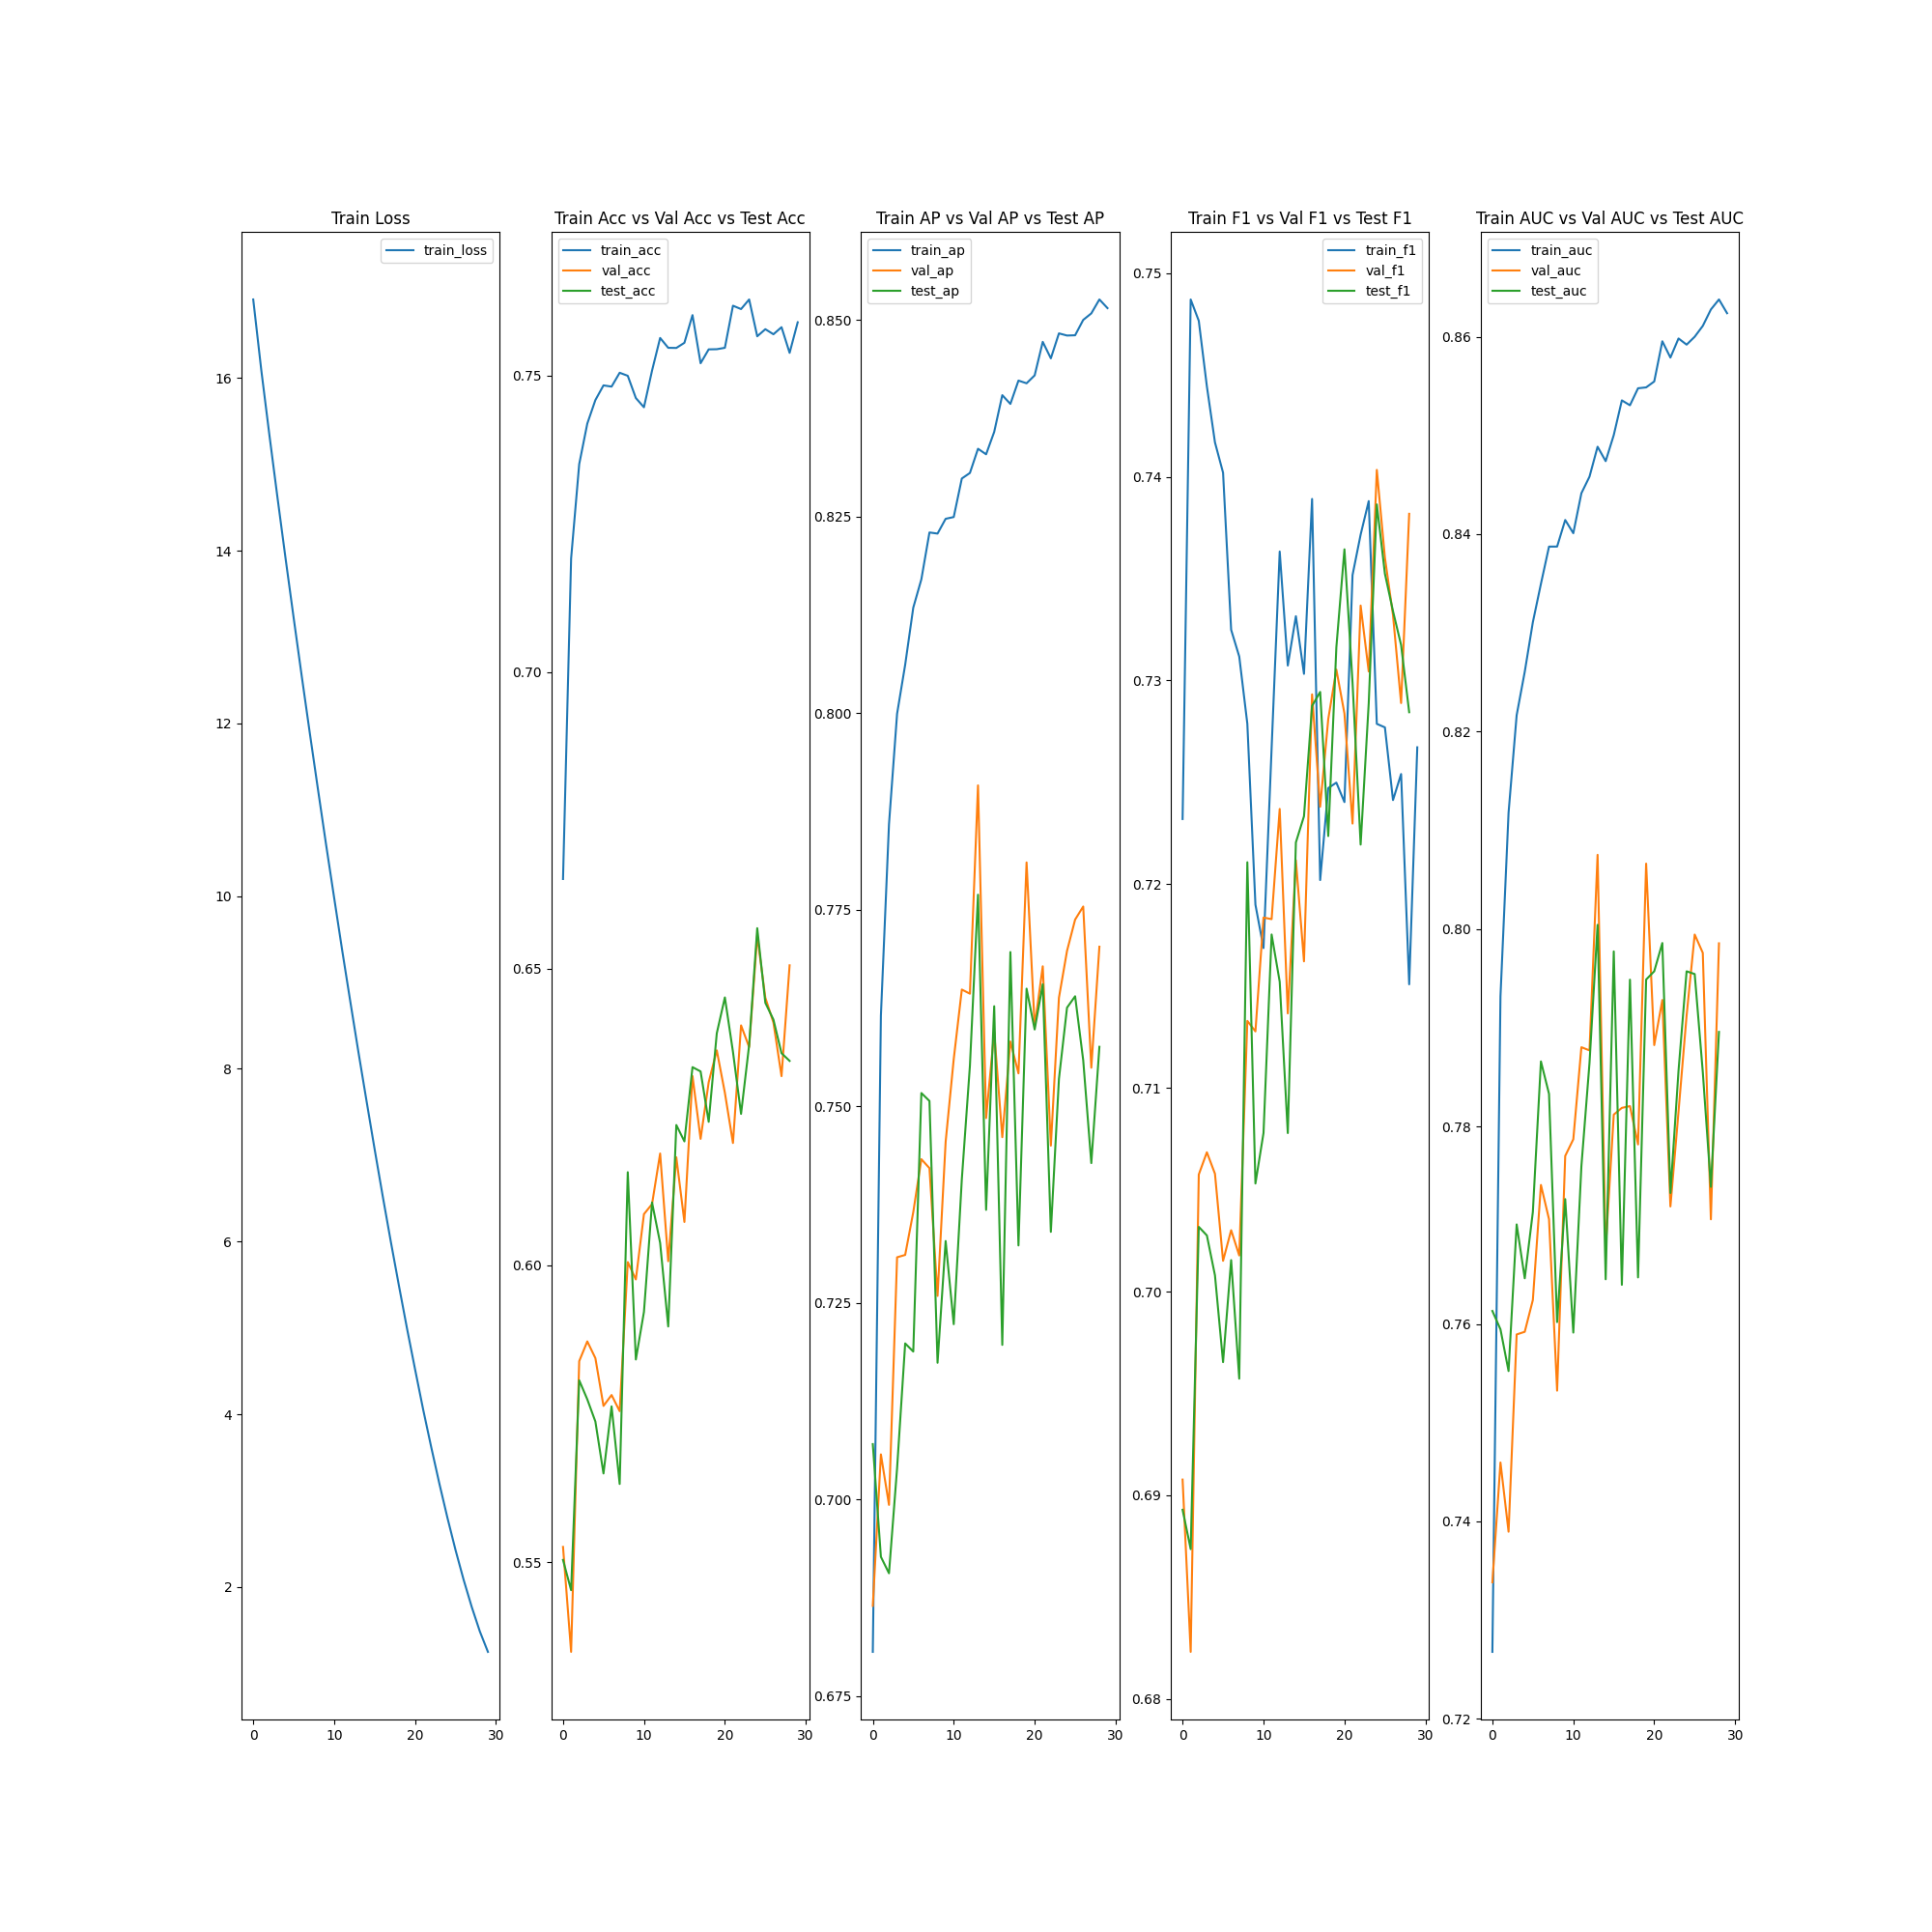 Train Loss
train_loss
16
14
12
10
8
6
4
2
0 10 20 30
Train Acc vs Val Acc vs Test Acc
train_acc
val_acc
test_acc
0.75
0.70
0.65
0.60
0.55
0 10 20 30
Train AP vs Val AP vs Test AP
train_ap
val_ap
test_ap
0.850
0.825
0.800
0.775
0.750
0.725
0.700
0.675
0 10 20 30
Train F1 vs Val F1 vs Test F1
train_f1
val_f1
test_f1
0.75
0.74
0.73
0.72
0.71
0.70
0.69
0.68
0 10 20 30
Train AUC vs Val AUC vs Test AUC
train_auc
val_auc
test_auc
0.86
0.84
0.82
0.80
0.78
0.76
0.74
0.72
0 10 20 30